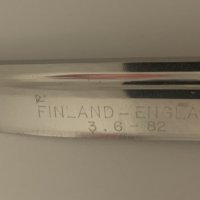 FINLAND – ENGLA
3.6-82